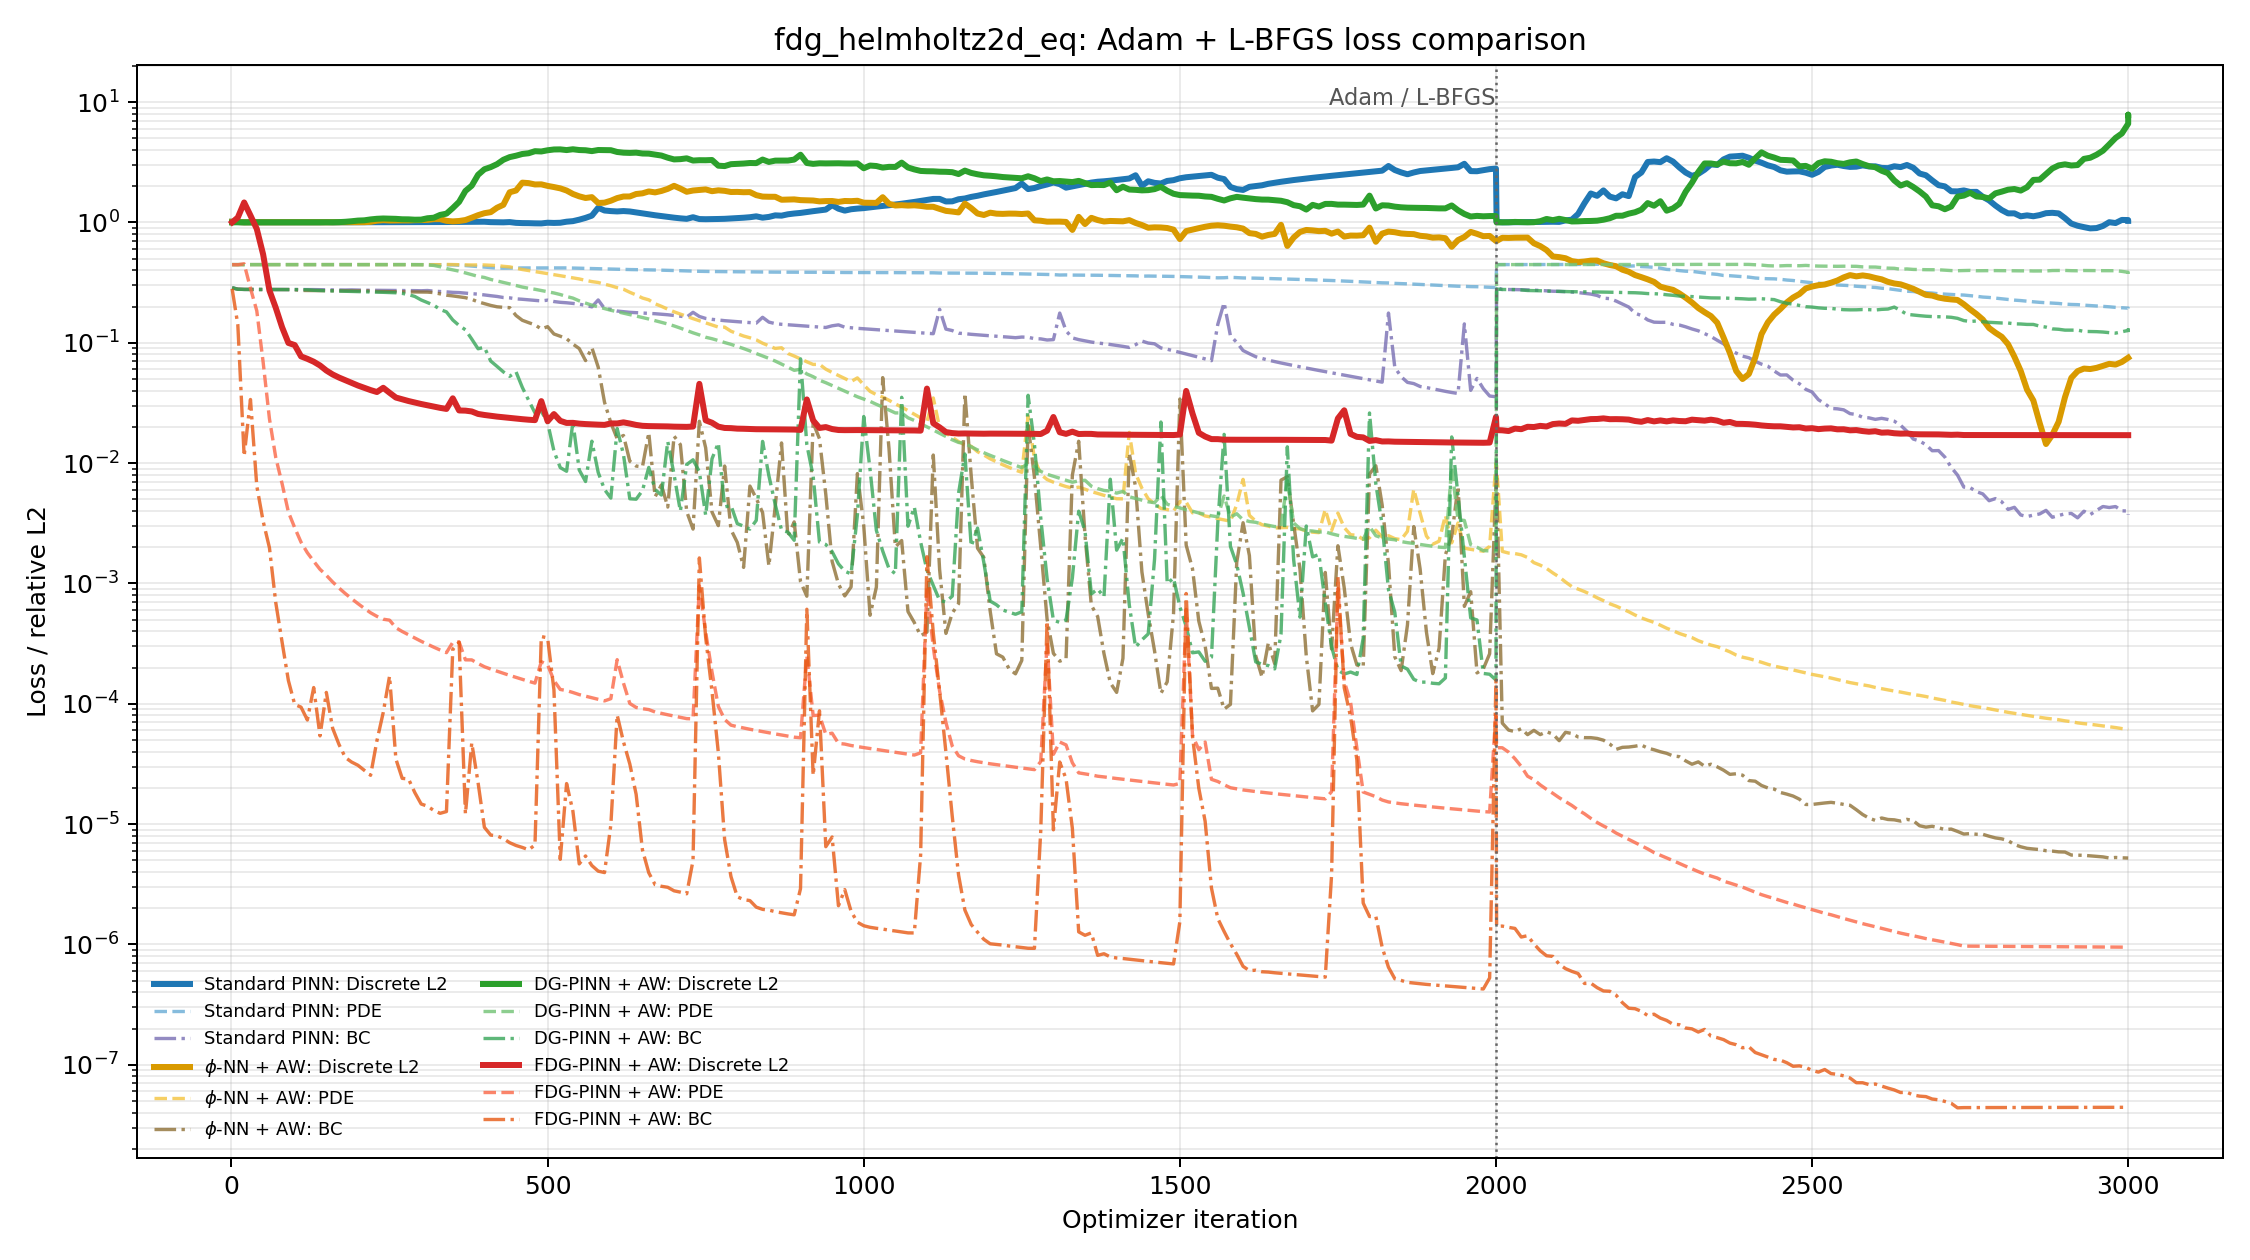 fdg_helmholtz2d_eq: Adam + L-BFGS loss comparison
Adam / L-BFGS
Loss / relative L2
10¹
10⁰
10⁻¹
10⁻²
10⁻³
10⁻⁴
10⁻⁵
10⁻⁶
10⁻⁷
Standard PINN: Discrete L2
Standard PINN: PDE
Standard PINN: BC
ϕ-NN + AW: Discrete L2
ϕ-NN + AW: PDE
ϕ-NN + AW: BC
DG-PINN + AW: Discrete L2
DG-PINN + AW: PDE
DG-PINN + AW: BC
FDG-PINN + AW: Discrete L2
FDG-PINN + AW: PDE
FDG-PINN + AW: BC
0 500 1000 1500 2000 2500 3000
Optimizer iteration